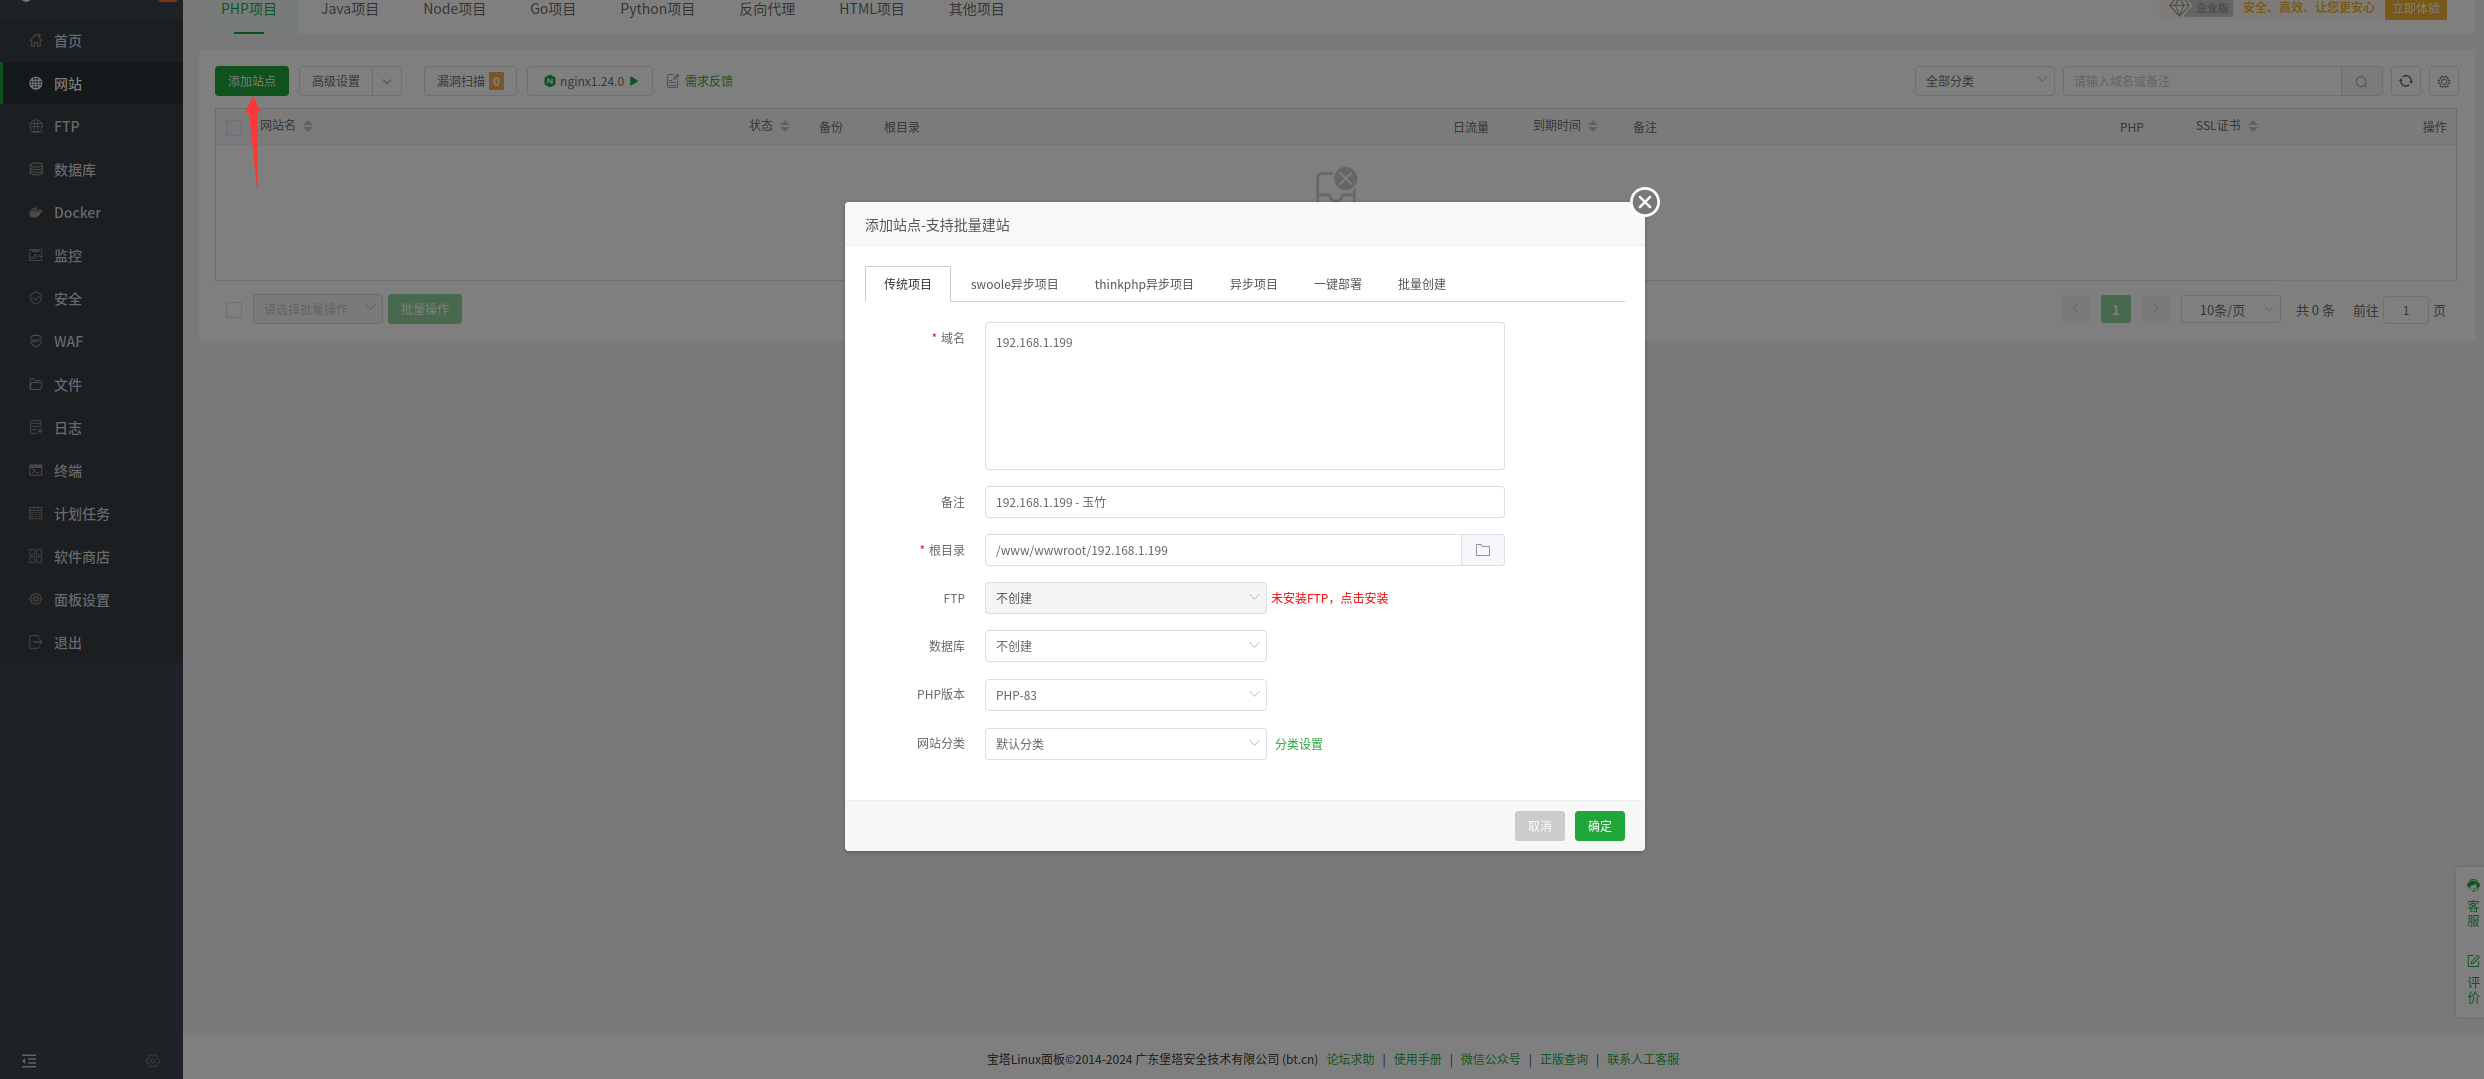 PHP项目 Java项目 Node项目 Go项目 Python项目 反向代理 HTML项目 其他项目
企业版 安全、高效、让您更安心 立即体验
首页
网站
FTP
数据库
Docker
监控
安全
WAF
文件
日志
终端
计划任务
软件商店
面板设置
退出
添加站点 高级设置 漏洞扫描 0 nginx1.24.0 需求反馈
全部分类 请输入域名或备注
网站名 状态 备份 根目录 日流量 到期时间 备注 PHP SSL证书 操作
请选择批量操作 批量操作
1 10条/页 共 0 条 前往 1 页
添加站点-支持批量建站
传统项目 swoole异步项目 thinkphp异步项目 异步项目 一键部署 批量创建
* 域名 192.168.1.199
备注 192.168.1.199 - 玉竹
* 根目录 /www/wwwroot/192.168.1.199
FTP 不创建 未安装FTP，点击安装
数据库 不创建
PHP版本 PHP-83
网站分类 默认分类 分类设置
取消 确定
客服
评价
宝塔Linux面板©2014-2024 广东堡塔安全技术有限公司 (bt.cn) 论坛求助 | 使用手册 | 微信公众号 | 正版查询 | 联系人工客服